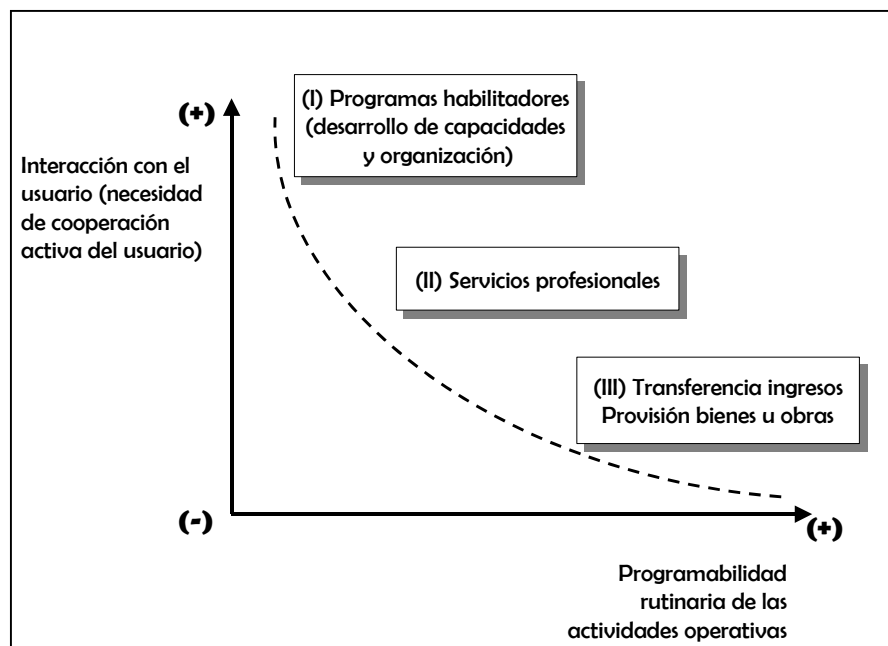 (I) Programas habilitadores
(desarrollo de capacidades
y organización)
(+)
Interacción con el
usuario (necesidad
de cooperación
activa del usuario)
(II) Servicios profesionales
(III) Transferencia ingresos
Provisión bienes u obras
(-)
(+)
Programabilidad
rutinaria de las
actividades operativas